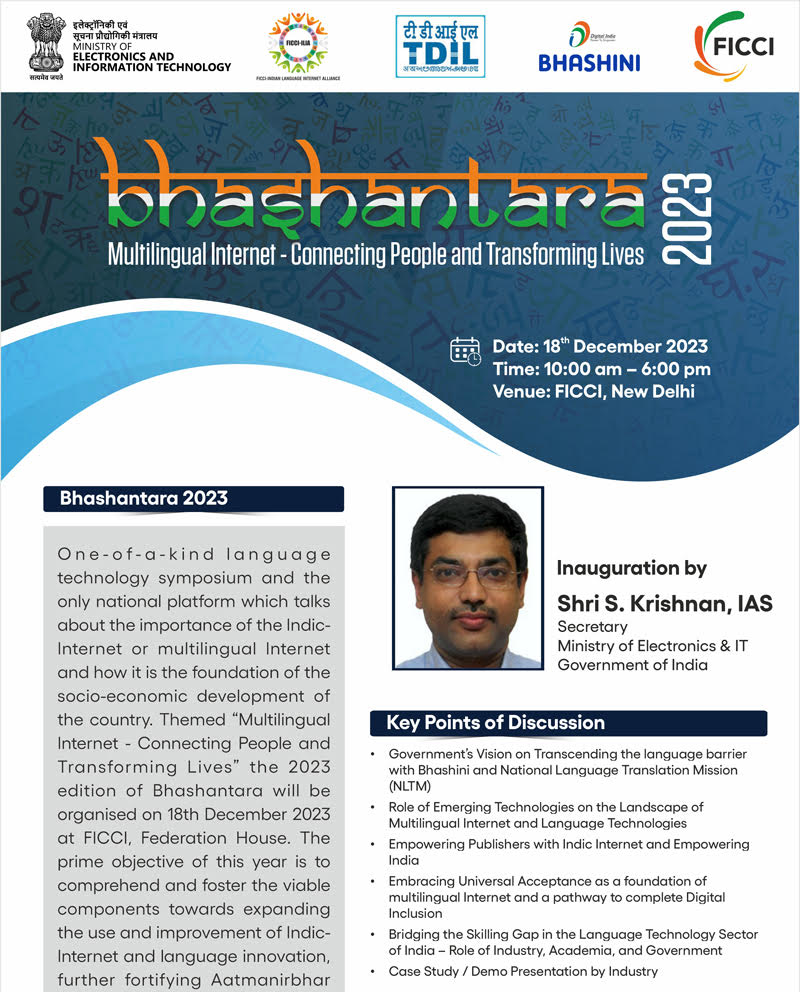 इलेक्ट्रॉनिकी एवं
सूचना प्रौद्योगिकी मंत्रालय
MINISTRY OF
ELECTRONICS AND
INFORMATION TECHNOLOGY
सत्यमेव जयते
FICCI-ILIA
FICCI-INDIAN LANGUAGE INTERNET ALLIANCE
टी डी आई एल
TDIL
Digital India
BHASHINI
FICCI
bhashantara
2023
Multilingual Internet - Connecting People and Transforming Lives
Date: 18th December 2023
Time: 10:00 am – 6:00 pm
Venue: FICCI, New Delhi
Bhashantara 2023
One-of-a-kind language
technology symposium and the
only national platform which talks
about the importance of the Indic-
Internet or multilingual Internet
and how it is the foundation of the
socio-economic development of
the country. Themed “Multilingual
Internet - Connecting People and
Transforming Lives” the 2023
edition of Bhashantara will be
organised on 18th December 2023
at FICCI, Federation House. The
prime objective of this year is to
comprehend and foster the viable
components towards expanding
the use and improvement of Indic-
Internet and language innovation,
further fortifying Aatmanirbhar
Inauguration by
Shri S. Krishnan, IAS
Secretary
Ministry of Electronics & IT
Government of India
Key Points of Discussion
• Government’s Vision on Transcending the language barrier
with Bhashini and National Language Translation Mission
(NLTM)
• Role of Emerging Technologies on the Landscape of
Multilingual Internet and Language Technologies
• Empowering Publishers with Indic Internet and Empowering
India
• Embracing Universal Acceptance as a foundation of
multilingual Internet and a pathway to complete Digital
Inclusion
• Bridging the Skilling Gap in the Language Technology Sector
of India – Role of Industry, Academia, and Government
• Case Study / Demo Presentation by Industry